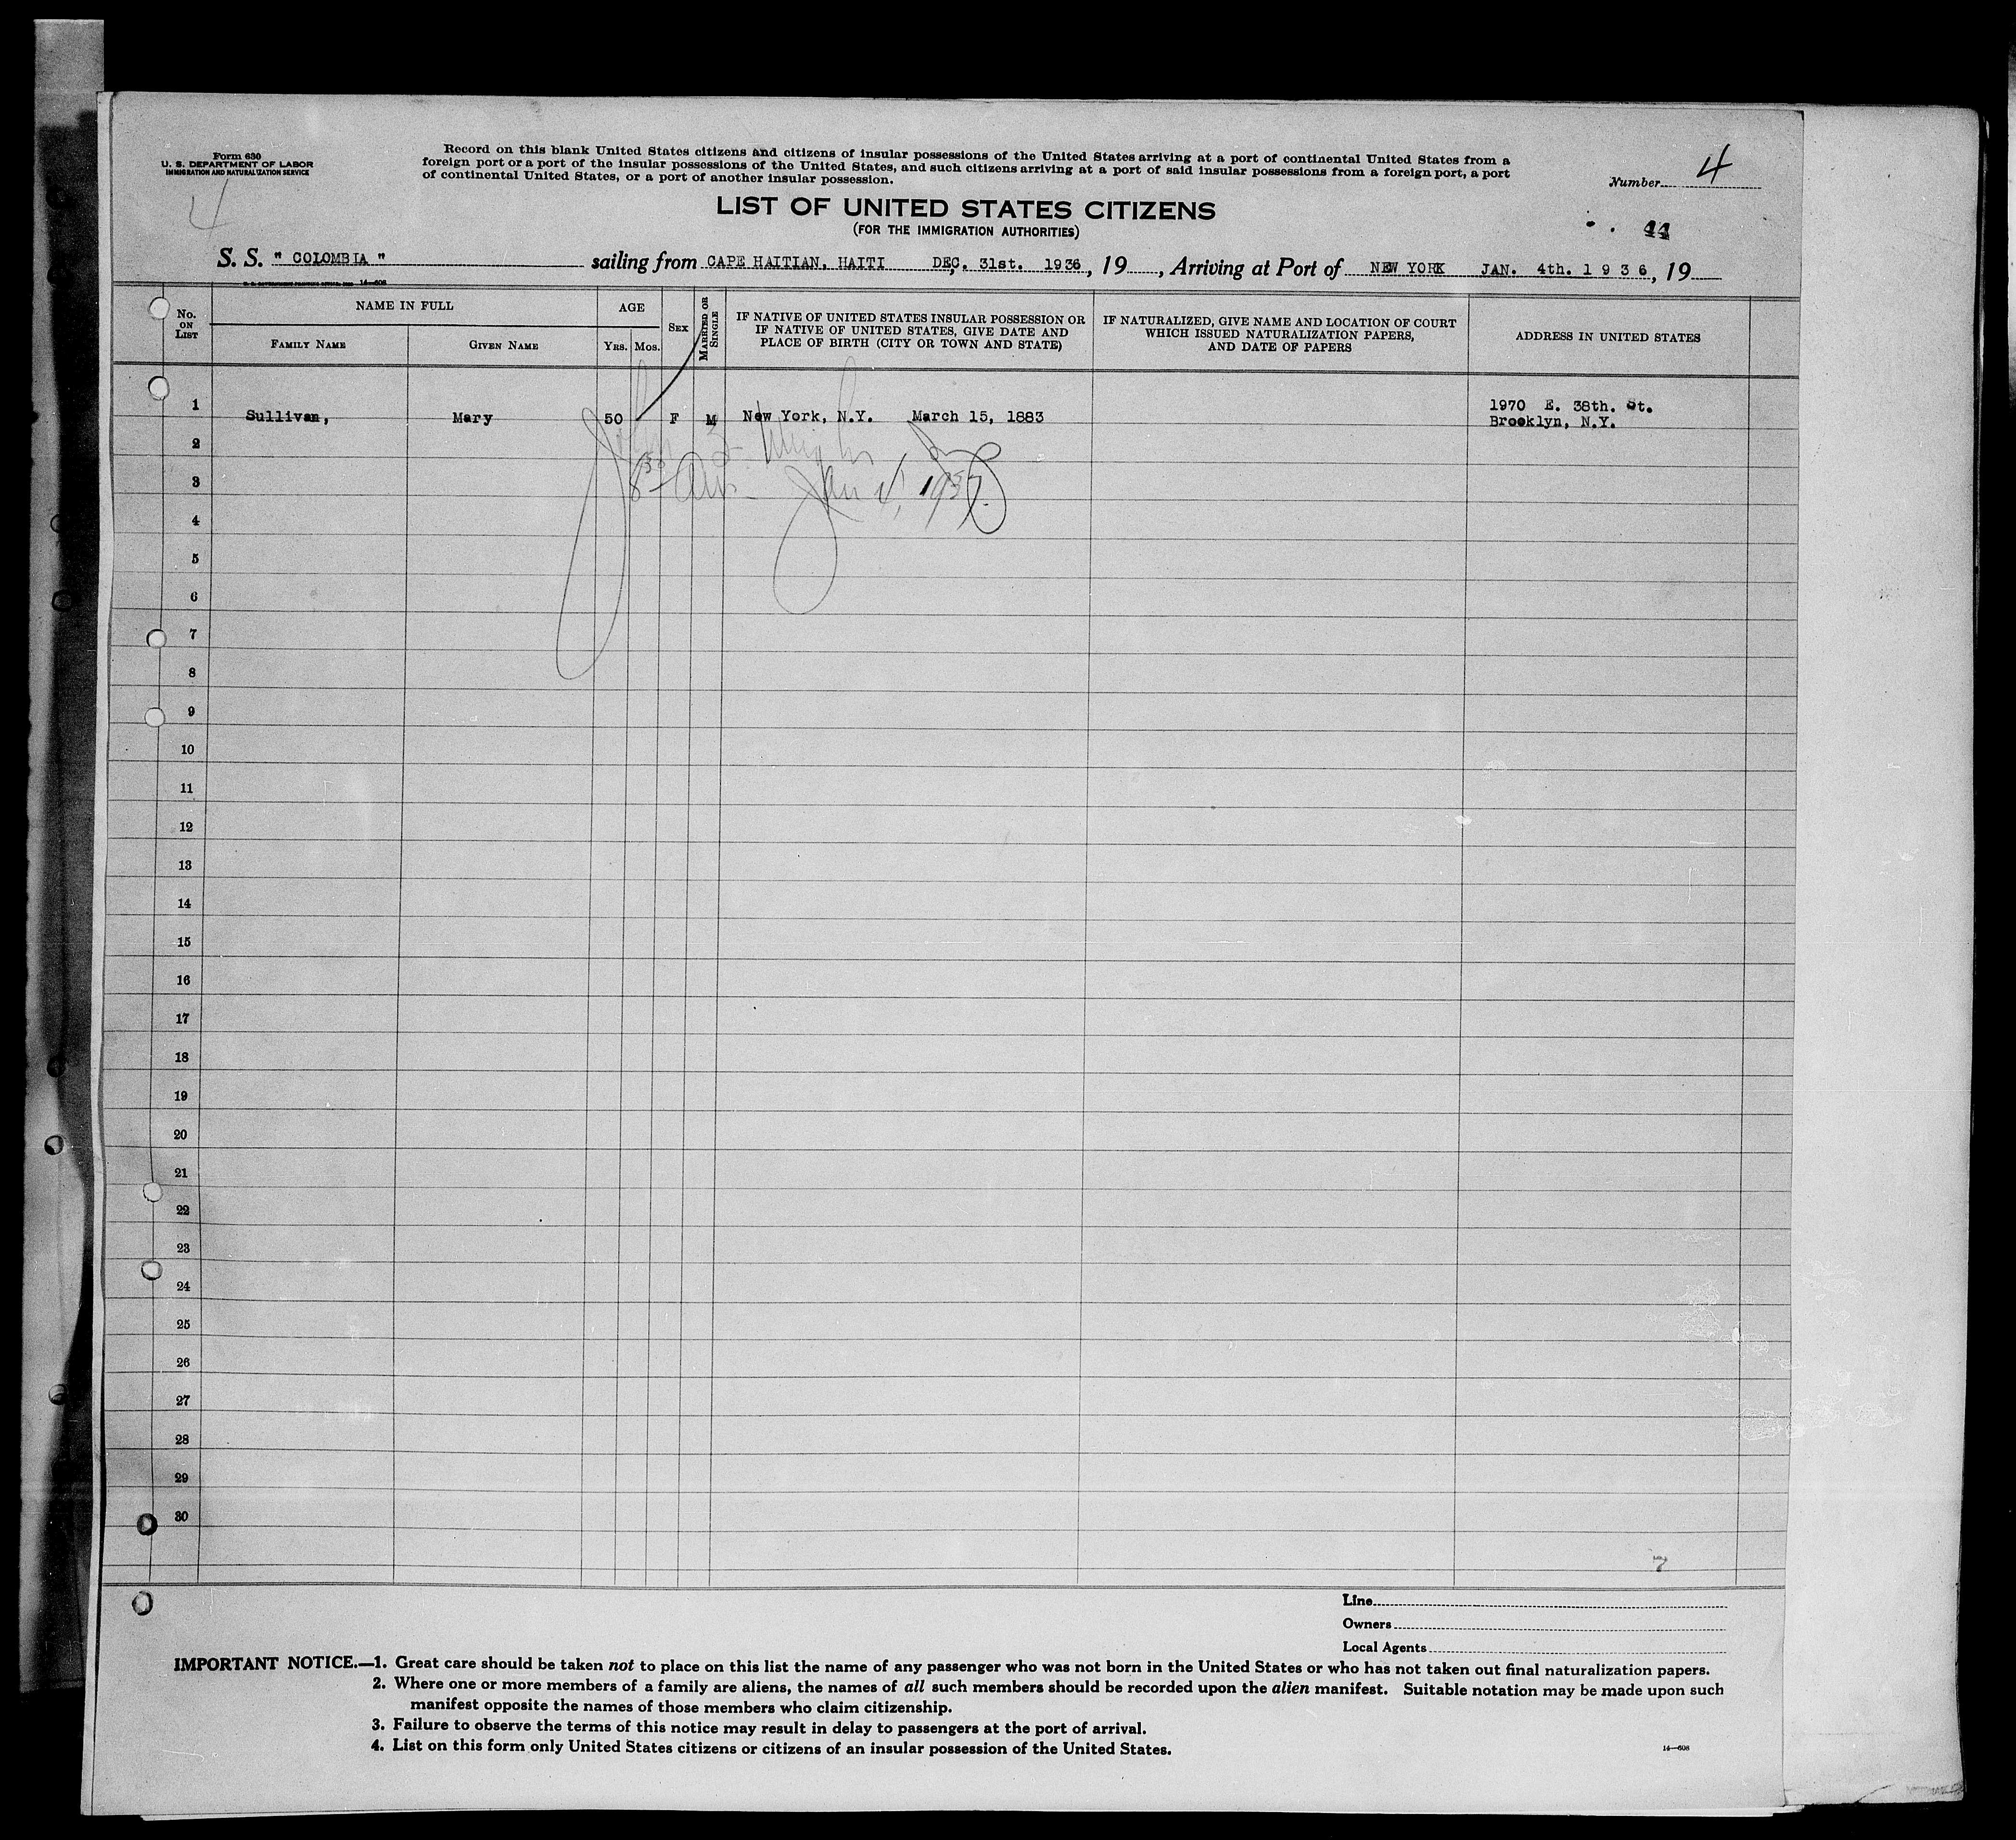 Form 630
U. S. DEPARTMENT OF LABOR
IMMIGRATION AND NATURALIZATION SERVICE
4
Record on this blank United States citizens and citizens of insular possessions of the United States arriving at a port of continental United States from a
foreign port or a port of the insular possessions of the United States, and such citizens arriving at a port of said insular possessions from a foreign port, a port
of continental United States, or a port of another insular possession.
Number 4
LIST OF UNITED STATES CITIZENS
(FOR THE IMMIGRATION AUTHORITIES)
44
S. S. " COLOMBIA " sailing from CAPE HAITIAN, HAITI DEC. 31st. 1936, 19 , Arriving at Port of NEW YORK JAN. 4th. 1 9 3 6, 19
14—608
No. ON LIST
NAME IN FULL
FAMILY NAME
GIVEN NAME
AGE
YRS. MOS.
SEX
MARRIED OR SINGLE
IF NATIVE OF UNITED STATES INSULAR POSSESSION OR
IF NATIVE OF UNITED STATES, GIVE DATE AND
PLACE OF BIRTH (CITY OR TOWN AND STATE)
IF NATURALIZED, GIVE NAME AND LOCATION OF COURT
WHICH ISSUED NATURALIZATION PAPERS,
AND DATE OF PAPERS
ADDRESS IN UNITED STATES
1 Sullivan, Mary 50 F M New York, N.Y. March 15, 1883 1970 E. 38th. St.
Brooklyn, N.Y.
2
3 Jan 4, 1937.
4
5
6
7
8
9
10
11
12
13
14
15
16
17
18
19
20
21
22
23
24
25
26
27
28
29
30
7
Line
Owners
Local Agents
IMPORTANT NOTICE.—1. Great care should be taken not to place on this list the name of any passenger who was not born in the United States or who has not taken out final naturalization papers.
2. Where one or more members of a family are aliens, the names of all such members should be recorded upon the alien manifest. Suitable notation may be made upon such
manifest opposite the names of those members who claim citizenship.
3. Failure to observe the terms of this notice may result in delay to passengers at the port of arrival.
4. List on this form only United States citizens or citizens of an insular possession of the United States.
14—608